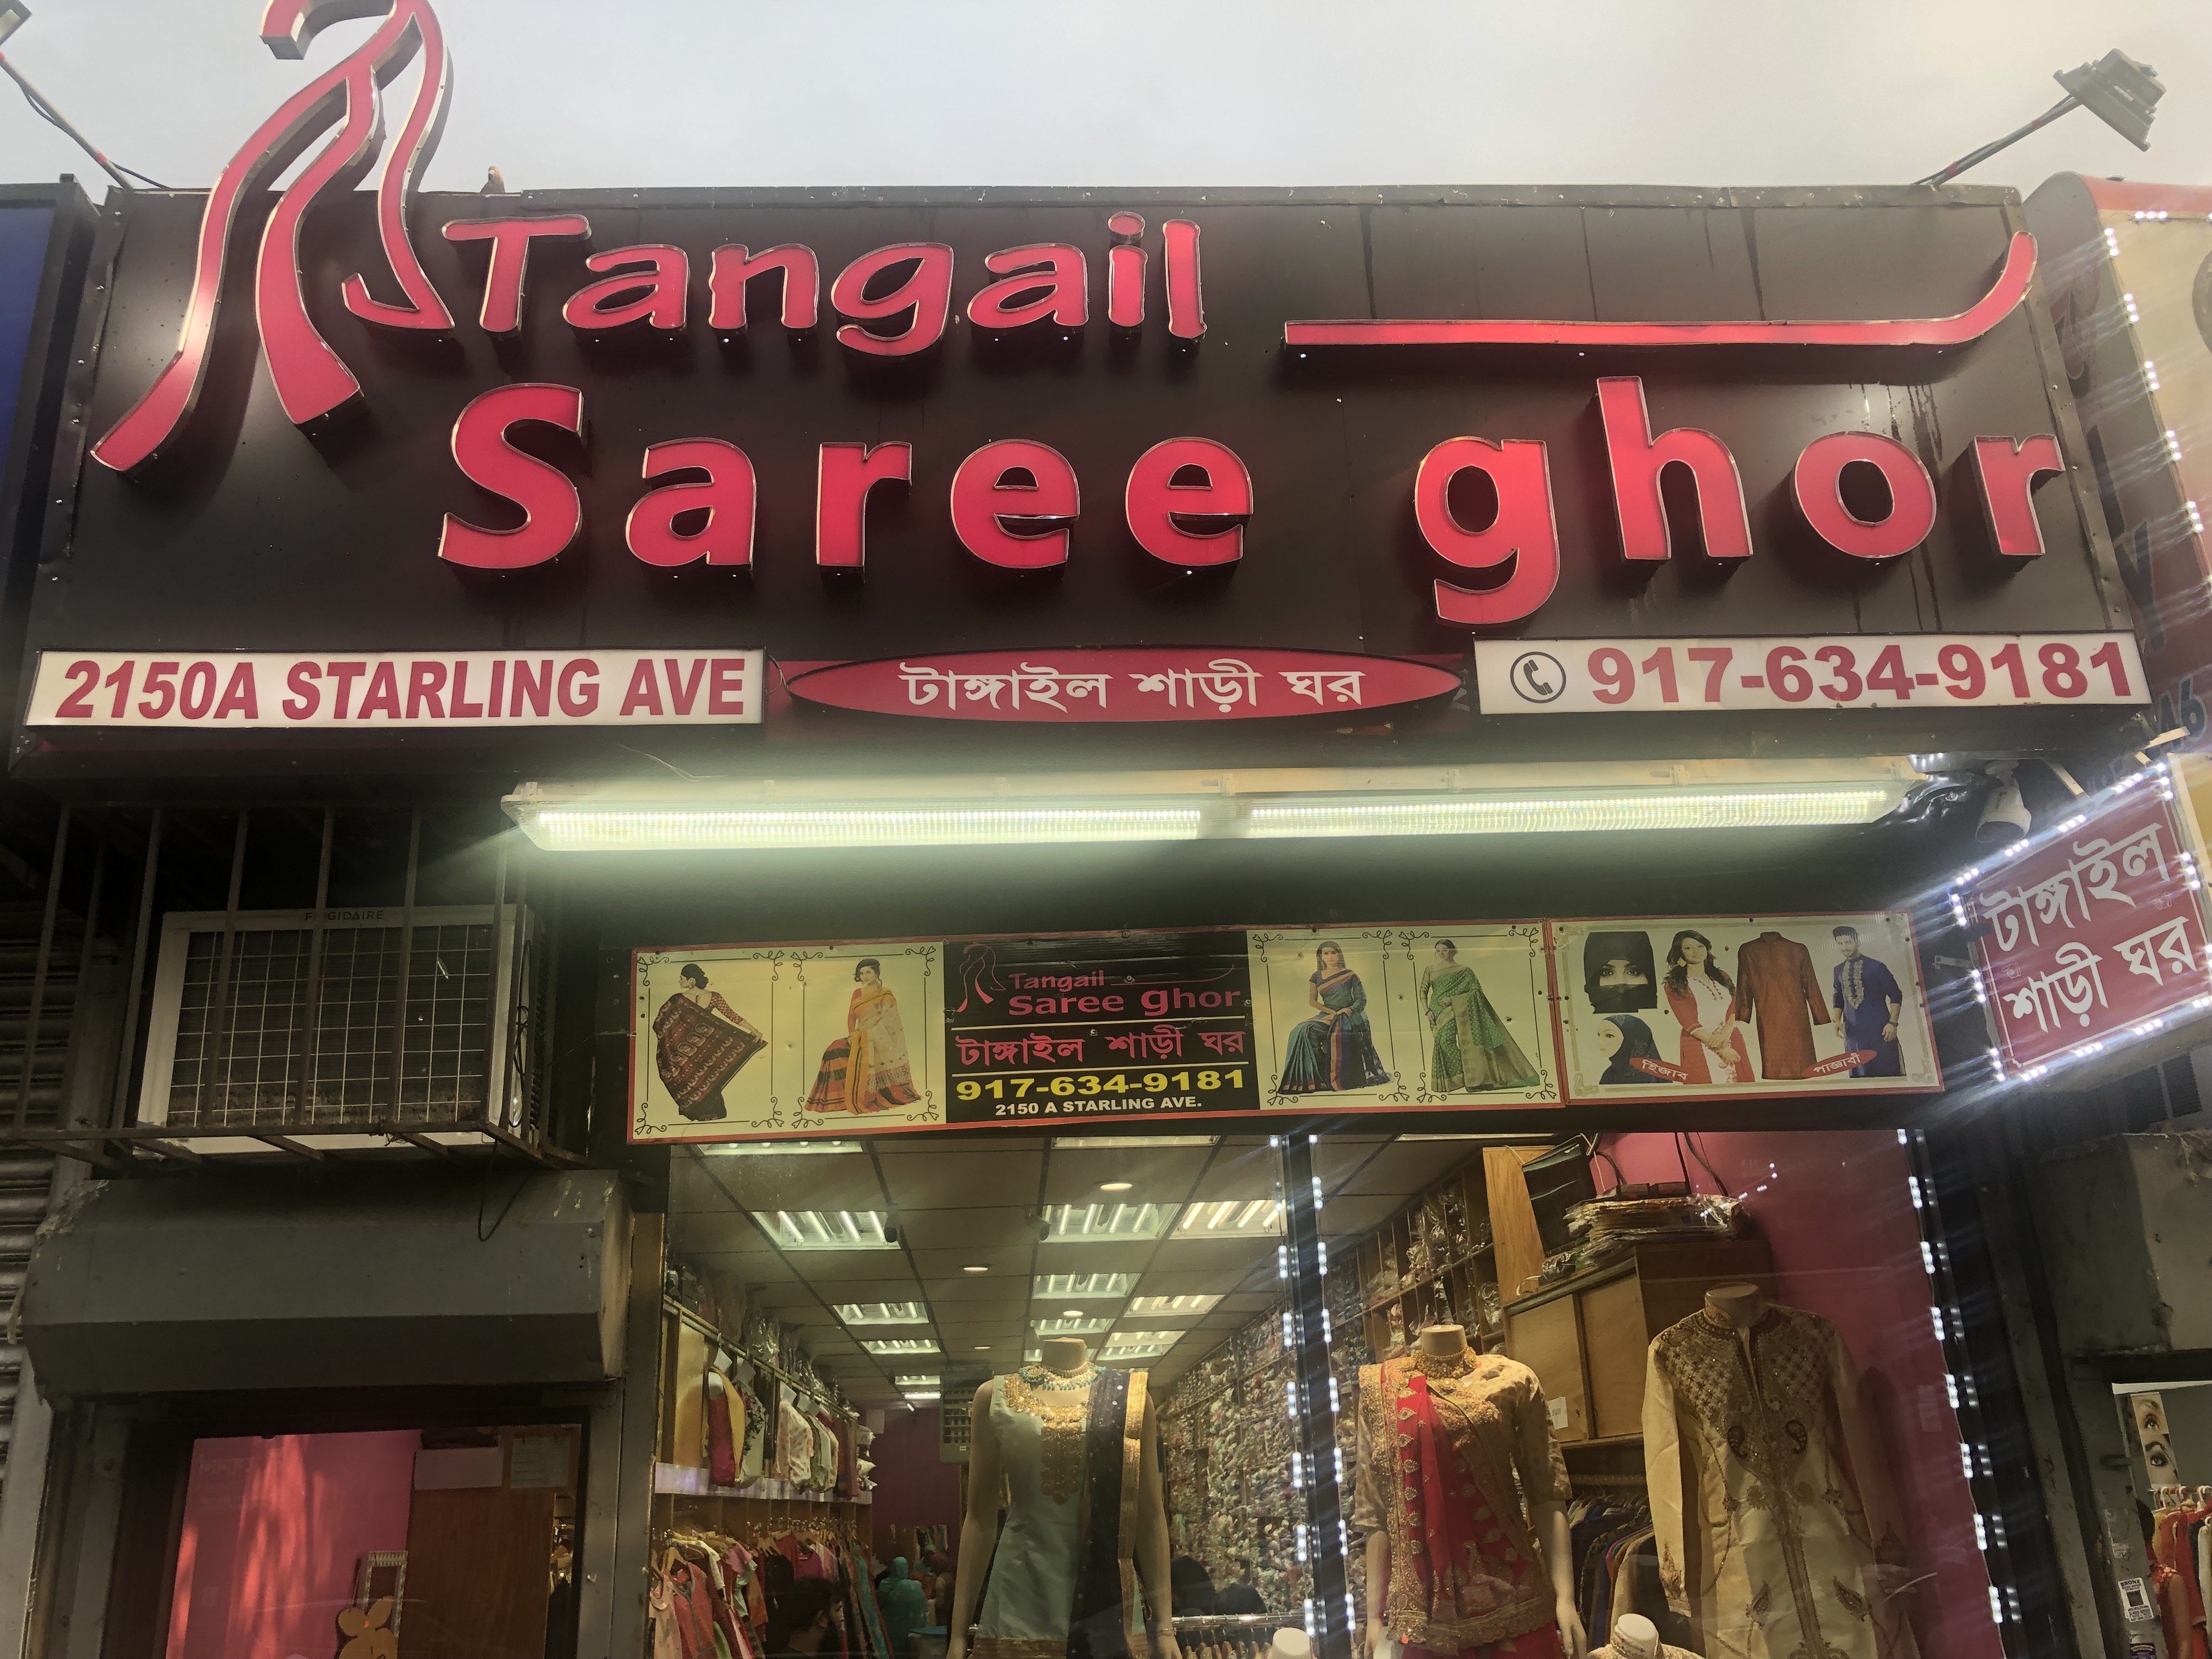 Tangail
Saree ghor
2150A STARLING AVE
টাঙ্গাইল শাড়ী ঘর
917-634-9181
FRIGIDAIRE
Tangail
saree ghor
টাঙ্গাইল শাড়ী ঘর
917-634-9181
2150 A STARLING AVE.
হিজাব
পাঞ্জাবী
টাঙ্গাইল
শাড়ী ঘর